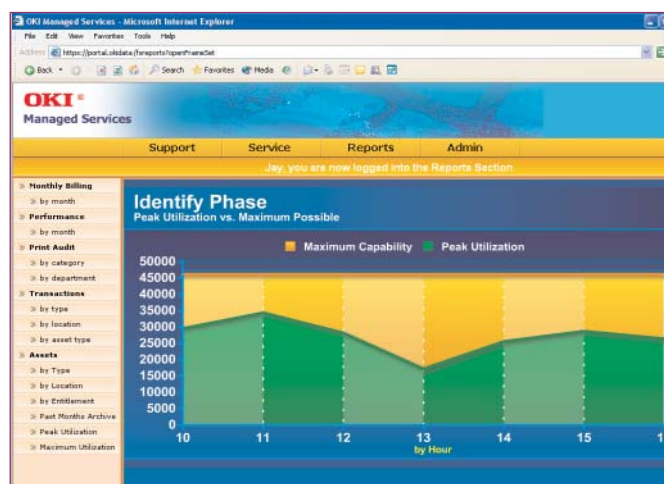 OKI Managed Services - Microsoft Internet Explorer
File Edit View Favorites Tools Help
Address https://portal.okidata/fsreports?openFrameSet
Back Search Favorites Media
OKI
Managed Services
Support Service Reports Admin
Jay, you are now logged into the Reports Section
Monthly Billing
by month
Performance
by month
Print Audit
by category
by department
Transactions
by type
by location
by asset type
Assets
by Type
by Location
by Entitlement
Past Months Archive
Peak Utilization
Maximum Utilization
Identify Phase
Peak Utilization vs. Maximum Possible
Maximum Capability Peak Utilization
50000
45000
40000
35000
30000
25000
20000
15000
10000
5000
0
10 11 12 13 14 15
by Hour